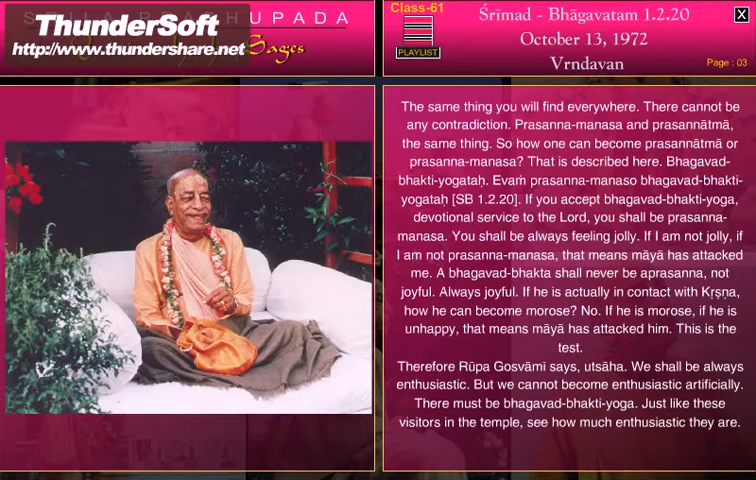 ThunderSoft
http://www.thundershare.net
HUPADA
Sages
Class-61
PLAYLIST
Śrīmad - Bhāgavatam 1.2.20
October 13, 1972
Vrndavan
X
Page : 03
The same thing you will find everywhere. There cannot be
any contradiction. Prasanna-manasa and prasannātmā,
the same thing. So how one can become prasannātmā or
prasanna-manasa? That is described here. Bhagavad-
bhakti-yogataḥ. Evaṁ prasanna-manaso bhagavad-bhakti-
yogataḥ [SB 1.2.20]. If you accept bhagavad-bhakti-yoga,
devotional service to the Lord, you shall be prasanna-
manasa. You shall be always feeling jolly. If I am not jolly, if
I am not prasanna-manasa, that means māyā has attacked
me. A bhagavad-bhakta shall never be aprasanna, not
joyful. Always joyful. If he is actually in contact with Kṛṣṇa,
how he can become morose? No. If he is morose, if he is
unhappy, that means māyā has attacked him. This is the
test.
Therefore Rūpa Gosvāmī says, utsāha. We shall be always
enthusiastic. But we cannot become enthusiastic artificially.
There must be bhagavad-bhakti-yoga. Just like these
visitors in the temple, see how much enthusiastic they are.